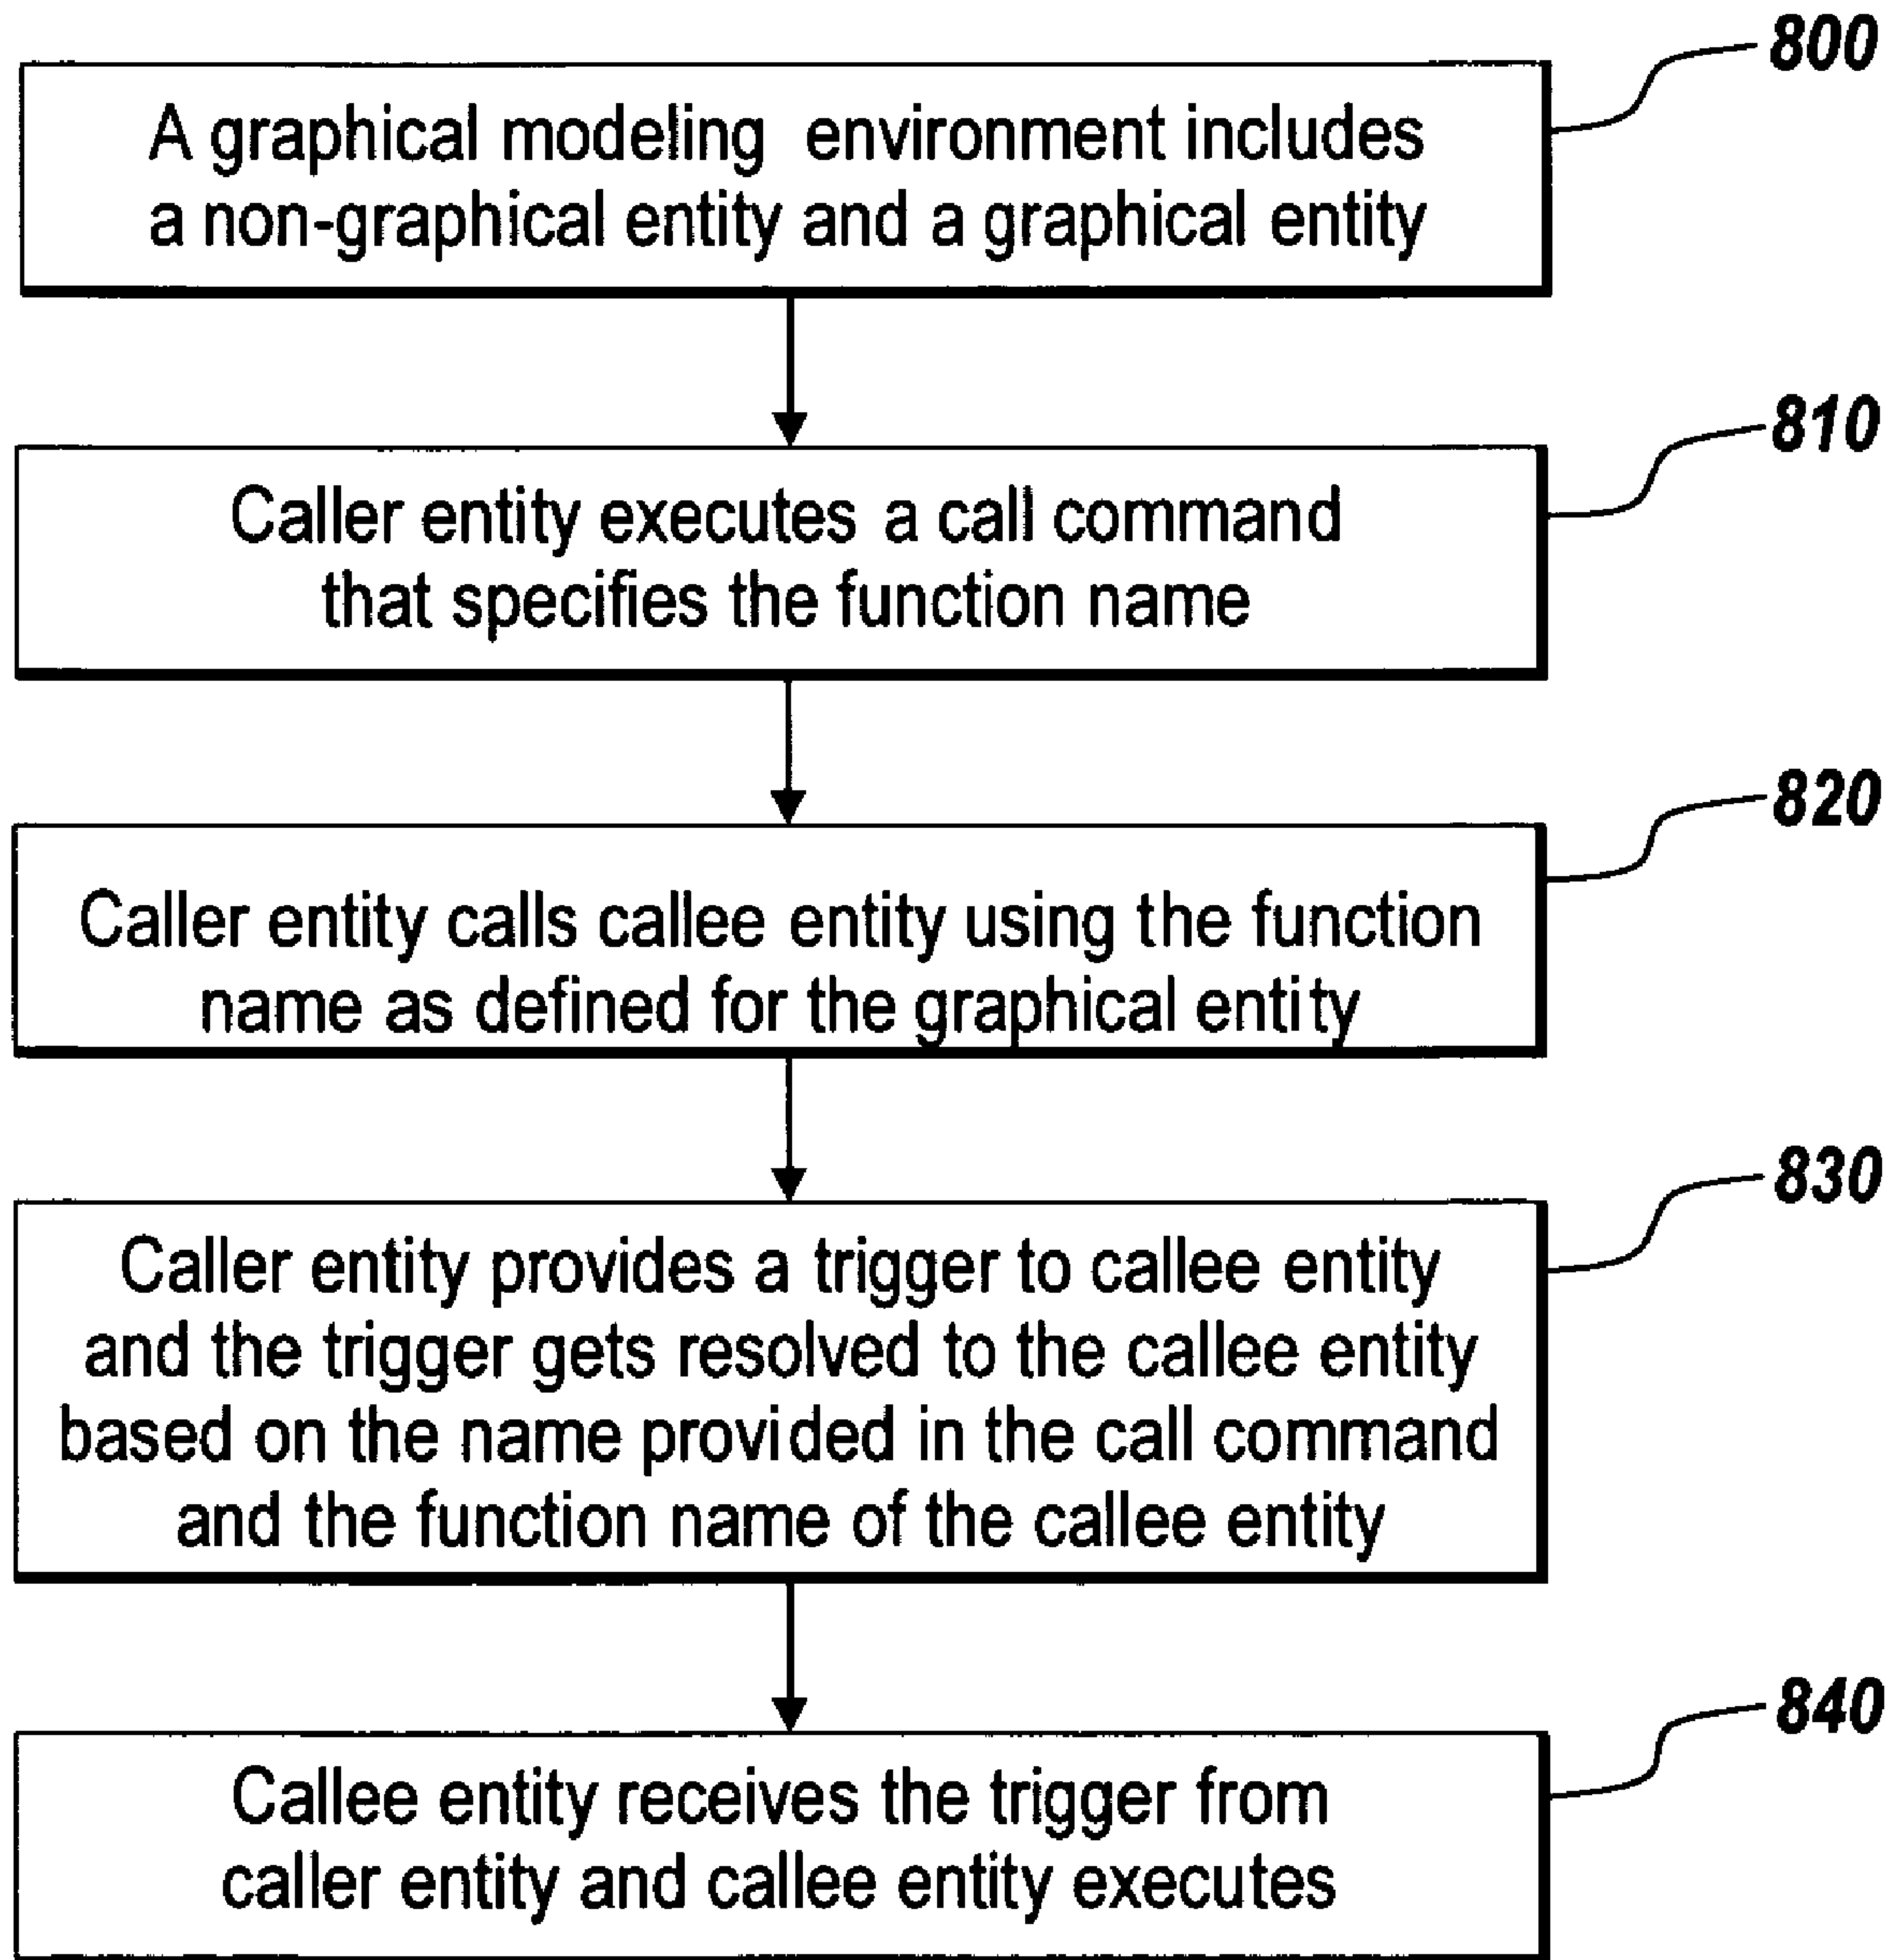 800
A graphical modeling environment includes
a non-graphical entity and a graphical entity
810
Caller entity executes a call command
that specifies the function name
820
Caller entity calls callee entity using the function
name as defined for the graphical entity
830
Caller entity provides a trigger to callee entity
and the trigger gets resolved to the callee entity
based on the name provided in the call command
and the function name of the callee entity
840
Callee entity receives the trigger from
caller entity and callee entity executes